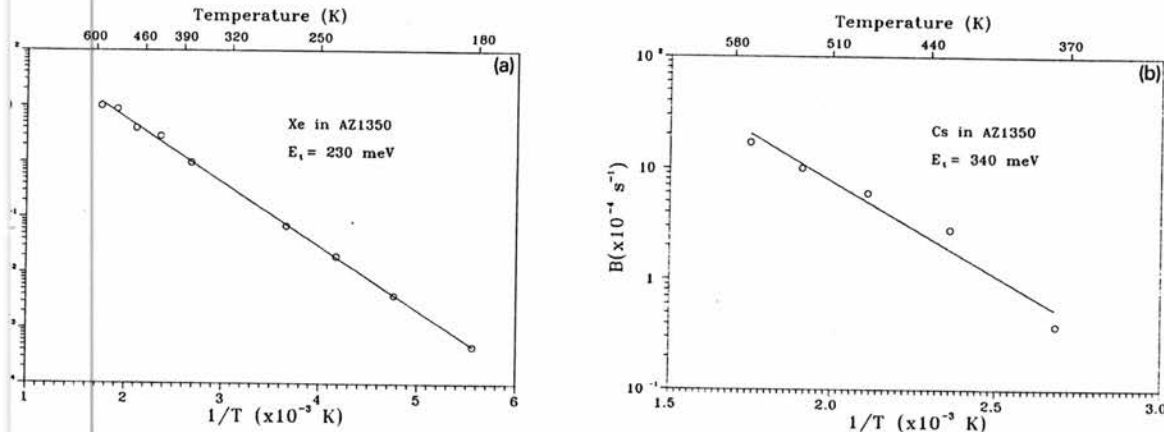 Temperature (K)
600 460 390 320 250 180
(a)
Xe in AZ1350
E₁ = 230 meV
1 2 3 4 5 6
1/T (x10⁻³ K)
Temperature (K)
580 510 440 370
(b)
10²
Cs in AZ1350
E₁ = 340 meV
10
B(x10⁻⁴ s⁻¹)
1
10⁻¹
1.5 2.0 2.5 3.0
1/T (x10⁻³ K)